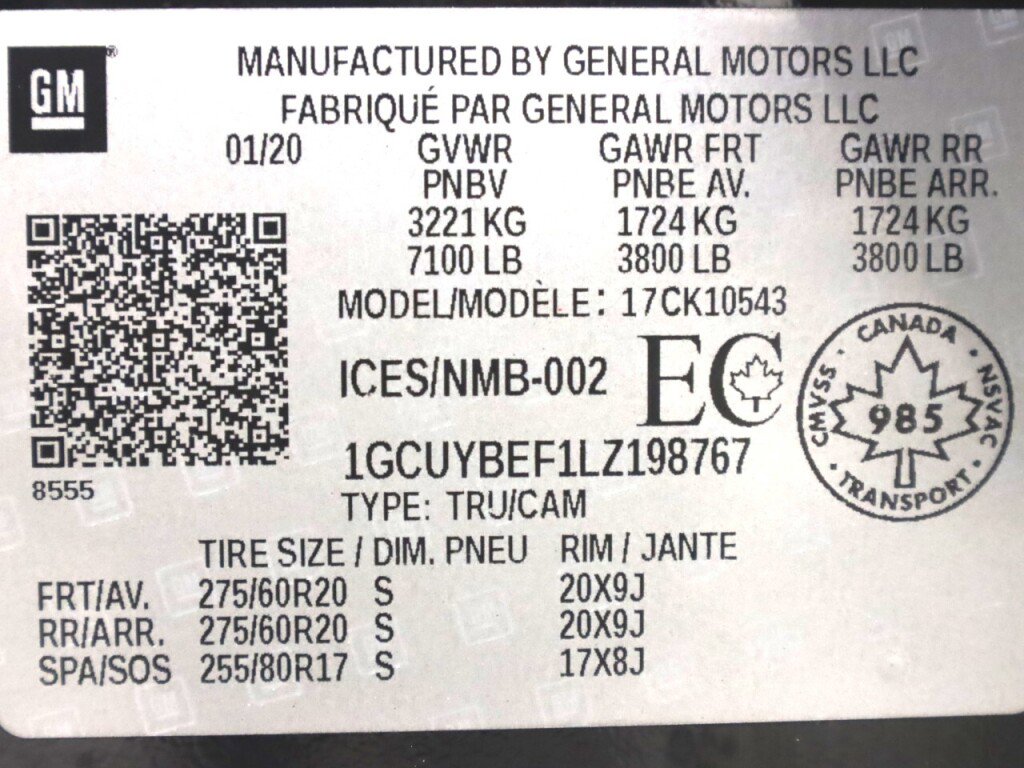 GM®
MANUFACTURED BY GENERAL MOTORS LLC
FABRIQUÉ PAR GENERAL MOTORS LLC
01/20 GVWR GAWR FRT GAWR RR
PNBV PNBE AV. PNBE ARR.
3221 KG 1724 KG 1724 KG
7100 LB 3800 LB 3800 LB
MODEL/MODÈLE: 17CK10543
ICES/NMB-002 EC
CANADA · NSVAC · TRANSPORT · CMVSS ·
985
1GCUYBEF1LZ198767
8555
TYPE: TRU/CAM
TIRE SIZE / DIM. PNEU RIM / JANTE
FRT/AV. 275/60R20 S 20X9J
RR/ARR. 275/60R20 S 20X9J
SPA/SOS 255/80R17 S 17X8J